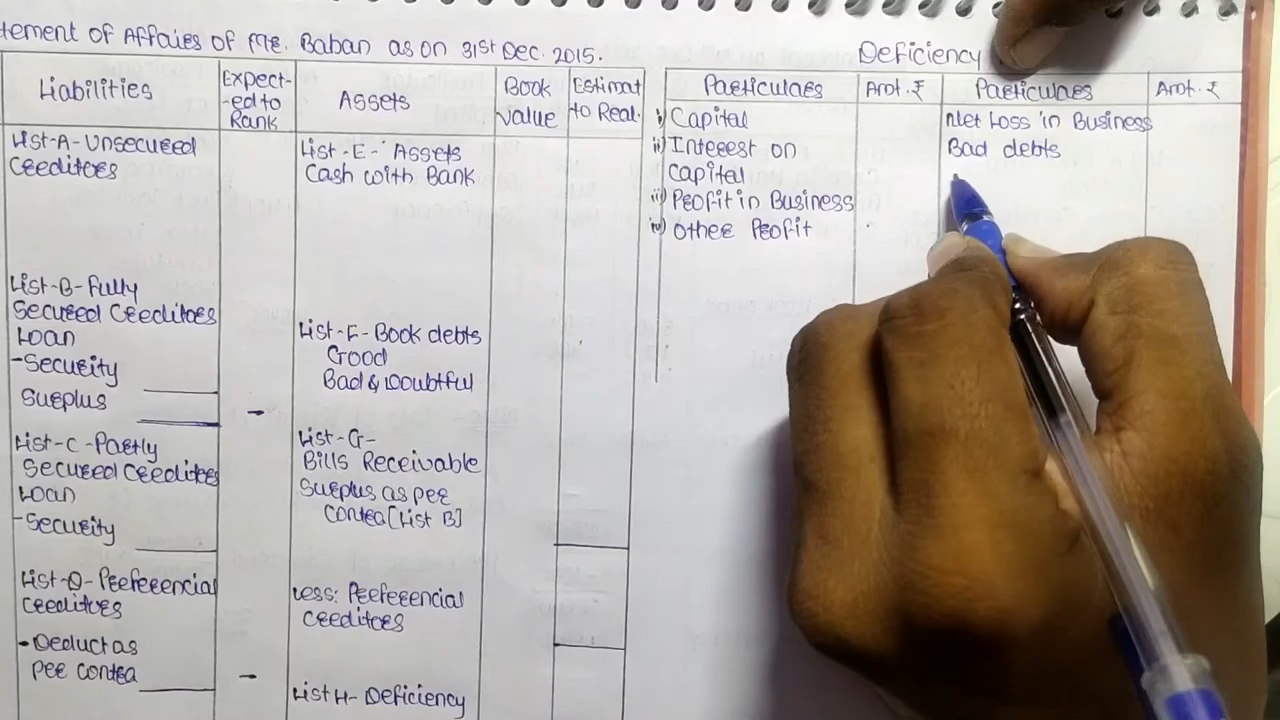 tement of Affairs of Mr. Baban as on 31st Dec. 2015.
Liabilities
Expect-
-ed to
Rank
Assets
Book
Value
Estimat
to Real.
List-A-Unsecured
Creditors
List-E- Assets
Cash with Bank
List-B-Fully
Secured Creditors
Loan
-Security
Surplus
-
List-F-Book debts
Good
Bad & Doubtful
List-C-Partly
Secured Creditors
Loan
-Security
List-G-
Bills Receivable
Surplus as per
Contra [List B]
List-D-Preferencial
Creditors
- Deduct as
per contra
-
Less: Preferencial
Creditors
List H- Deficiency
Deficiency
Particulars
Amt. ₹
Particulars
Amt. ₹
i) Capital
ii) Interest on
Capital
iii) Profit in Business
iv) Other Profit
Net Loss in Business
Bad debts